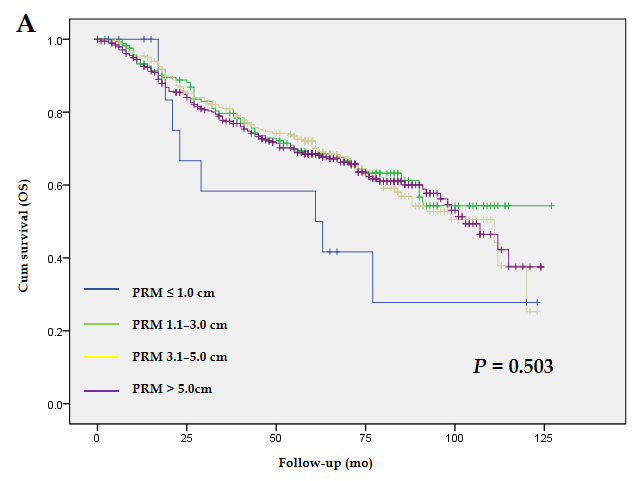 A
1.0
0.8
0.6
0.4
0.2
0.0
Cum survival (OS)
PRM ≤ 1.0 cm
PRM 1.1–3.0 cm
PRM 3.1–5.0 cm
PRM > 5.0cm
P = 0.503
0 25 50 75 100 125
Follow-up (mo)